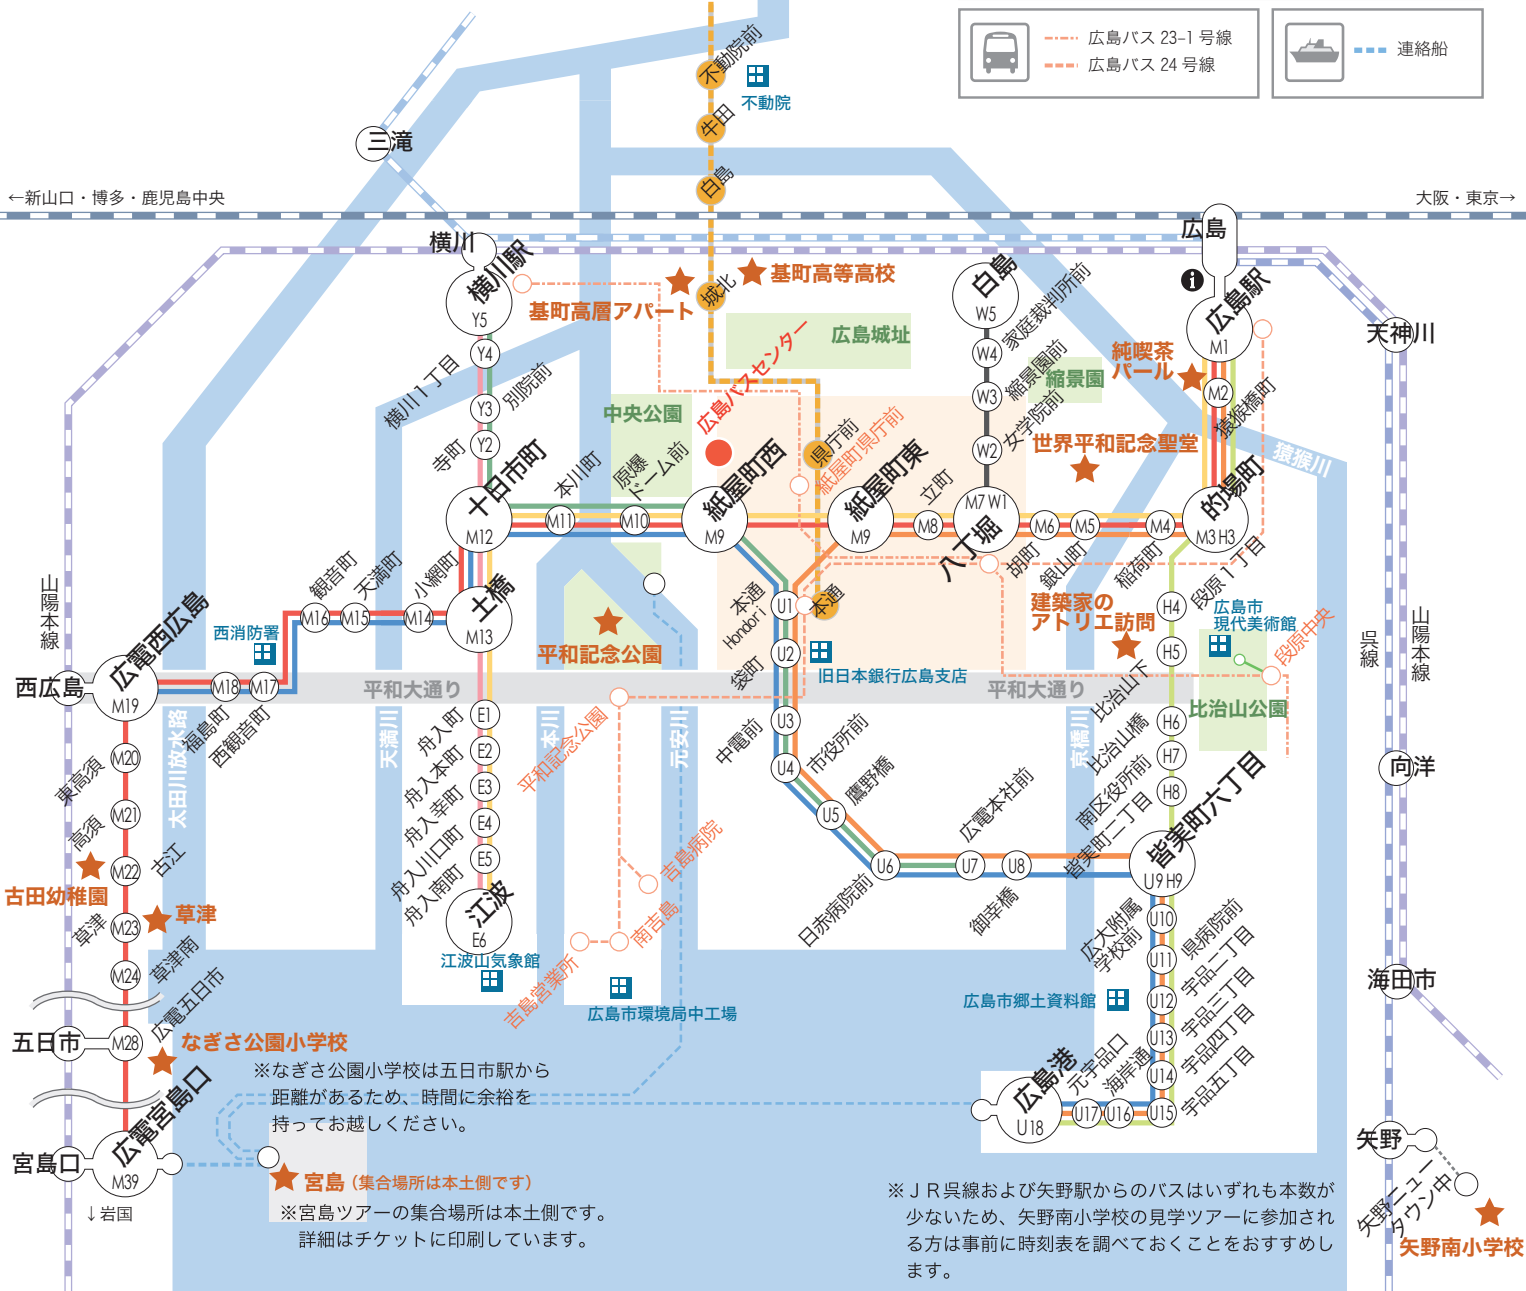 広島バス 23–1 号線
広島バス 24 号線
連絡船
不動院前
不動院
牛田
白島
三滝
←新山口・博多・鹿児島中央
大阪・東京→
横川
広島
横川駅
Y5
基町高層アパート
城北
基町高等高校
白島
W5
家庭裁判所前
広島駅
M1
天神川
広島城址
Y4
横川1丁目
別院前
W4
縮景園前
縮景園
純喫茶
パール
W3
女学院前
M2
猿猴橋町
Y3
中央公園
広島バスセンター
県庁前
紙屋町県庁前
世界平和記念聖堂
猿猴川
Y2
寺町
W2
十日市町
M12
本川町
M11
原爆
ドーム前
M10
紙屋町西
M9
紙屋町東
M9
立町
M8
M7 W1
八丁堀
M6
胡町
M5
銀山町
M4
稲荷町
的場町
M3 H3
段原1丁目
山陽本線
観音町
M16
天満町
M15
小網町
M14
土橋
M13
本通
Hondori
U1
本通
H4
建築家の
アトリエ訪問
広島市
現代美術館
段原中央
西消防署
平和記念公園
U2
袋町
旧日本銀行広島支店
H5
比治山下
呉線
山陽本線
西広島
広電西広島
M19
M18
福島町
M17
西観音町
平和大通り
平和大通り
比治山公園
太田川放水路
天満川
本川
元安川
京橋川
E1
舟入町
平和記念公園
U3
中電前
H6
比治山橋
E2
舟入本町
U4
市役所前
H7
南区役所前
向洋
M20
東高須
E3
舟入幸町
U5
鷹野橋
H8
皆実町二丁目
M21
高須
E4
舟入川口町
吉島病院
広電本社前
皆実町六丁目
U9 H9
M22
古江
E5
舟入南町
U6
日赤病院前
U7
U8
御幸橋
古田幼稚園
草津
M23
草津
江波
E6
南吉島
吉島営業所
U10
広大附属
学校前
県病院前
U11
宇品二丁目
江波山気象館
M24
草津南
広島市環境局中工場
広島市郷土資料館
U12
宇品三丁目
海田市
五日市
M28
広電五日市
なぎさ公園小学校
U13
宇品四丁目
※なぎさ公園小学校は五日市駅から
距離があるため、時間に余裕を
持ってお越しください。
U14
宇品五丁目
広島港
U18
元宇品口
U17
海岸通
U16
U15
宮島口
広電宮島口
M39
↓岩国
宮島（集合場所は本土側です）
※宮島ツアーの集合場所は本土側です。
詳細はチケットに印刷しています。
矢野
矢野ニュー
タウン中
矢野南小学校
※ＪＲ呉線および矢野駅からのバスはいずれも本数が
少ないため、矢野南小学校の見学ツアーに参加され
る方は事前に時刻表を調べておくことをおすすめし
ます。